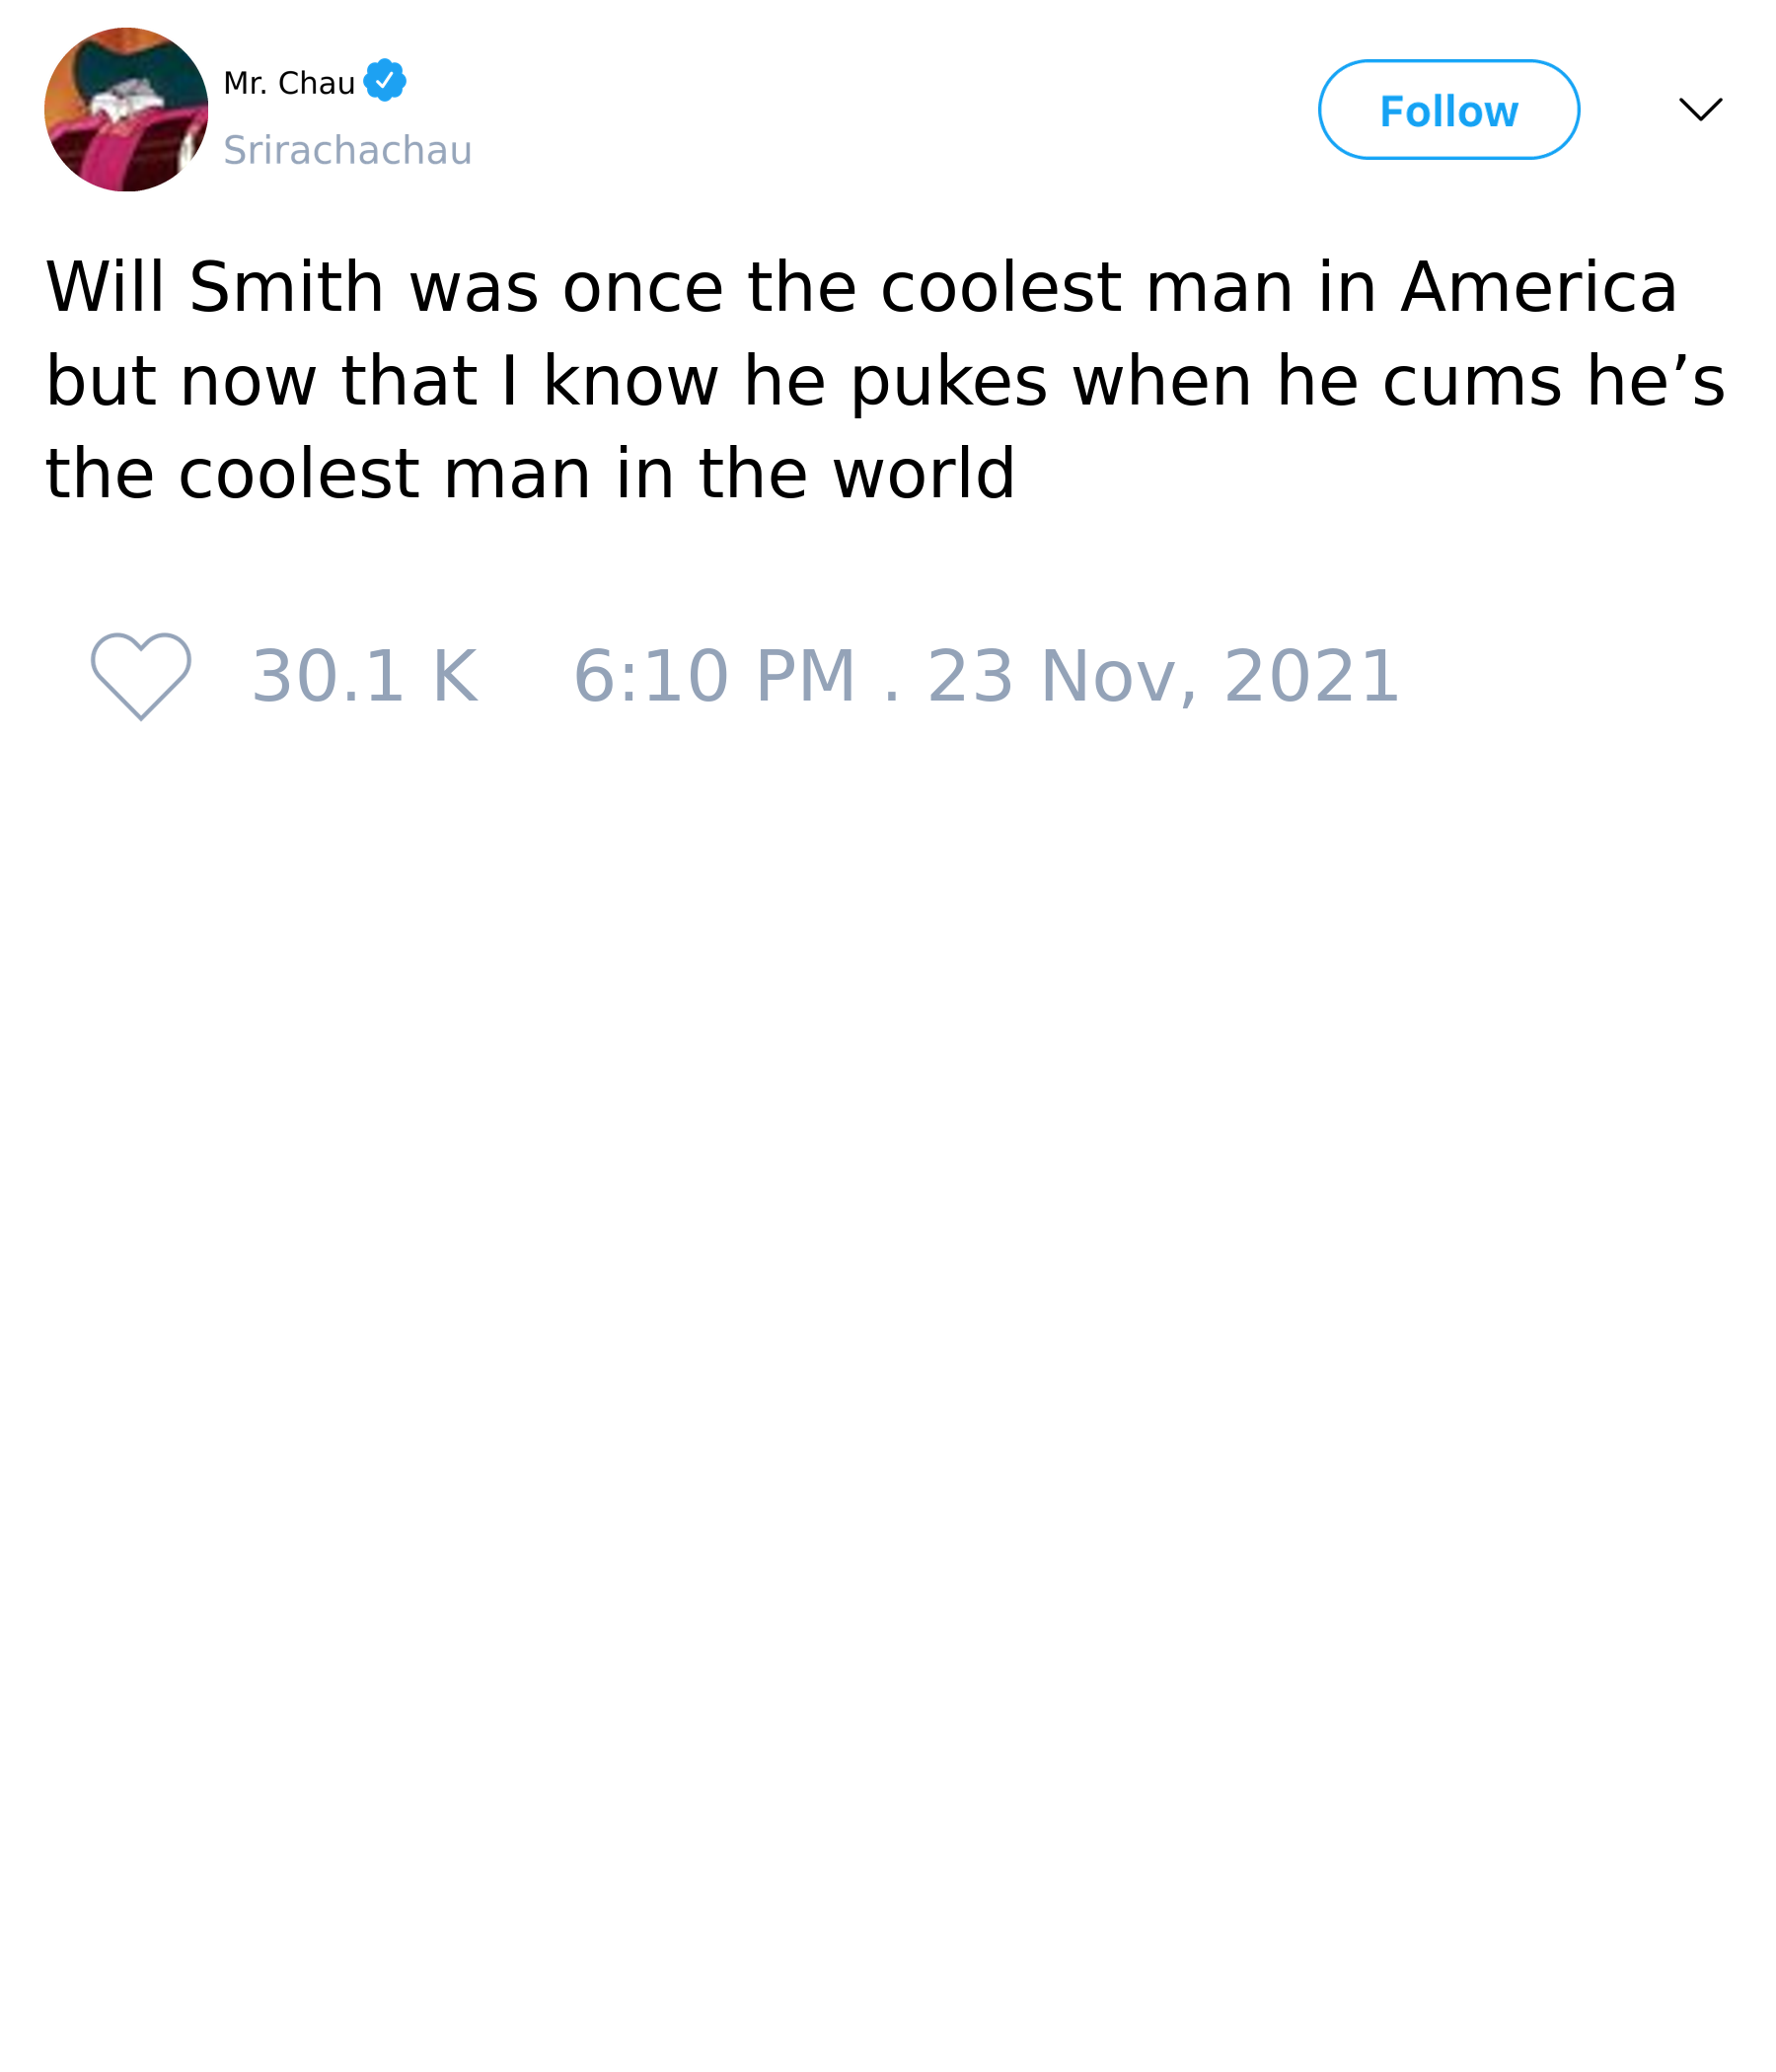 Mr. Chau
Srirachachau
Follow
Will Smith was once the coolest man in America
but now that I know he pukes when he cums he’s
the coolest man in the world
30.1 K 6:10 PM . 23 Nov, 2021